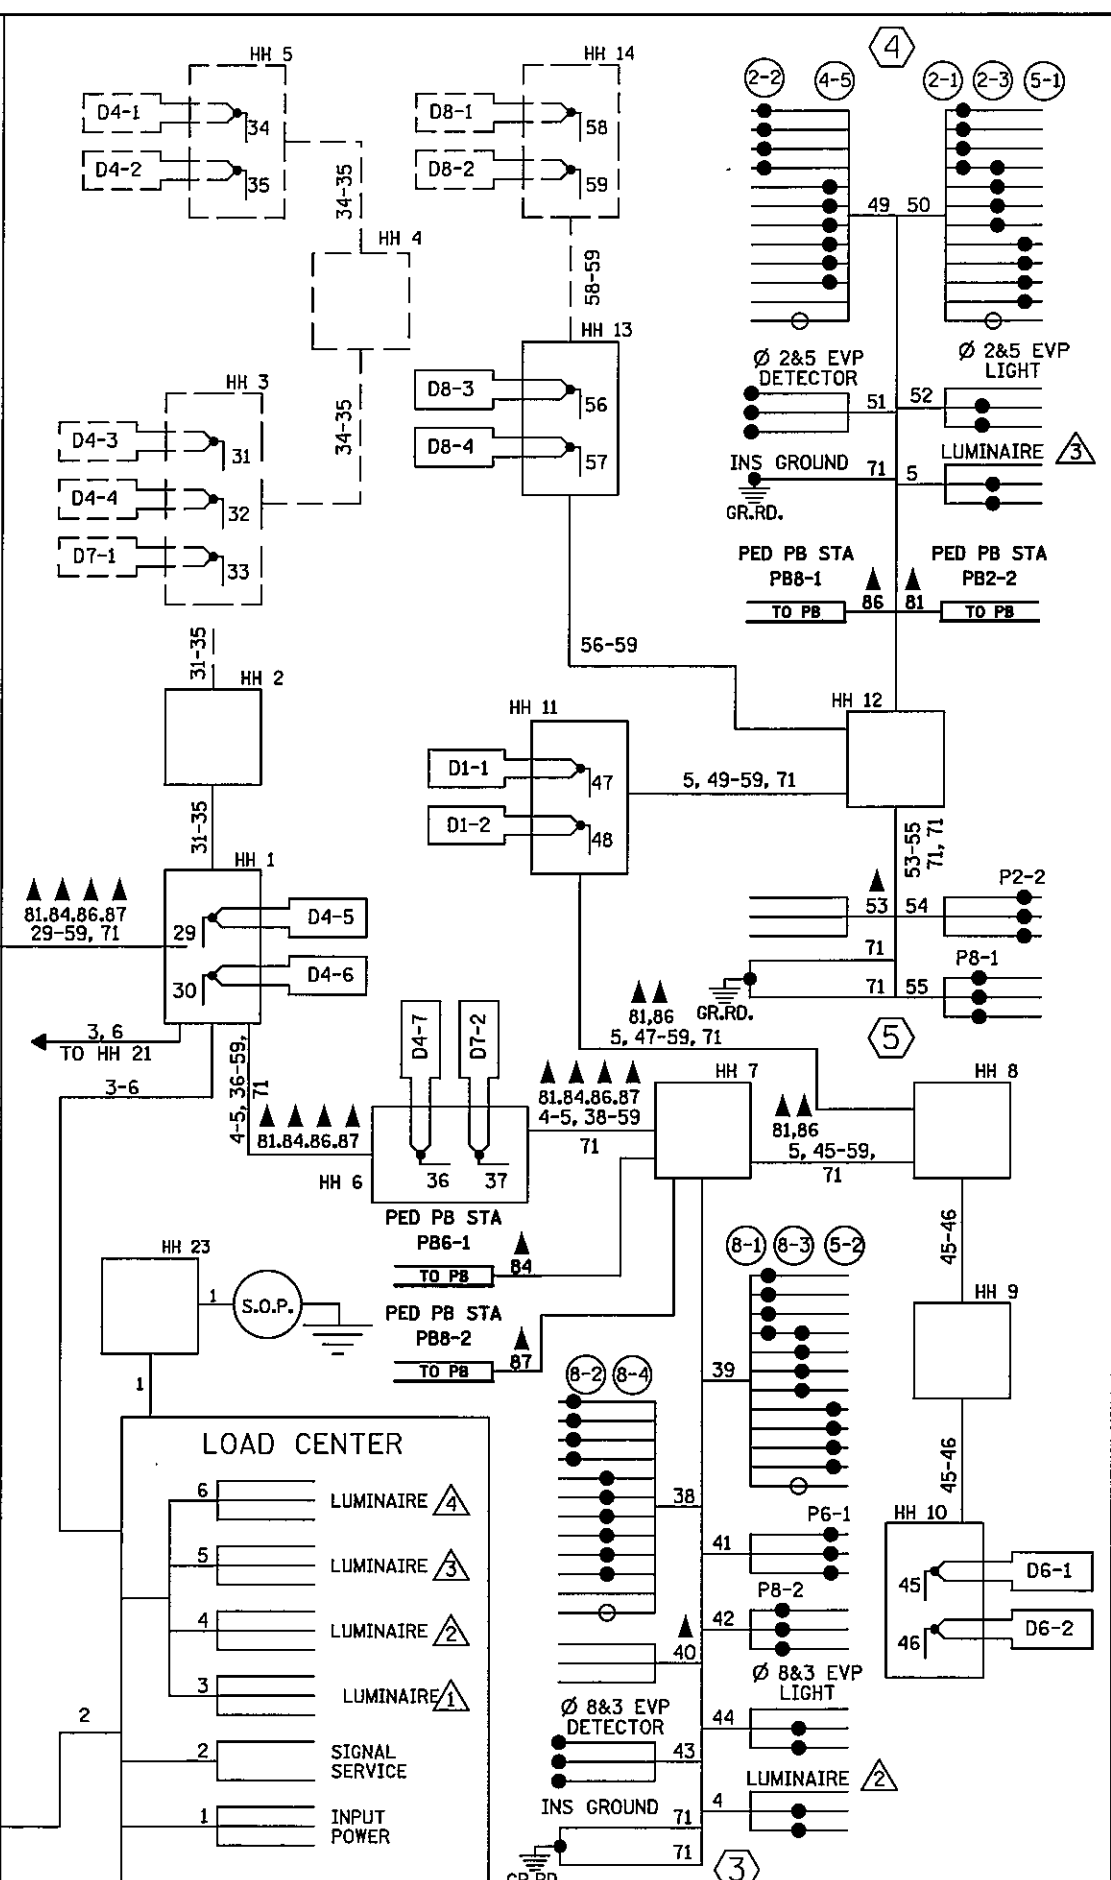 HH 5
D4-1
34
D4-2
35
34-35
HH 4
HH 14
D8-1
58
D8-2
59
58-59
HH 3
D4-3
31
D4-4
32
D7-1
33
34-35
HH 13
D8-3
56
D8-4
57
4
2-2
4-5
2-1
2-3
5-1
49
50
Ø 2&5 EVP
DETECTOR
Ø 2&5 EVP
LIGHT
51
52
INS GROUND
71
5
LUMINAIRE 3
GR.RD.
PED PB STA
PB8-1
TO PB
86
81
PED PB STA
PB2-2
TO PB
56-59
31-35
HH 2
31-35
HH 11
D1-1
47
D1-2
48
5, 49-59, 71
HH 12
53-55
71, 71
HH 1
81.84.86.87
29-59, 71
29
D4-5
30
D4-6
3, 6
TO HH 21
3-6
4-5, 36-59,
71
81.84.86.87
53
54
P2-2
71
P8-1
71
55
GR.RD.
5
81,86
5, 47-59, 71
D4-7
D7-2
36
37
HH 6
81.84.86.87
4-5, 38-59
71
HH 7
81,86
5, 45-59,
71
HH 8
PED PB STA
PB6-1
TO PB
84
PED PB STA
PB8-2
TO PB
87
45-46
HH 9
45-46
HH 10
45
D6-1
46
D6-2
HH 23
1
S.O.P.
1
8-1
8-3
5-2
39
8-2
8-4
38
P6-1
41
P8-2
42
40
Ø 8&3 EVP
LIGHT
44
Ø 8&3 EVP
DETECTOR
43
LUMINAIRE 2
4
INS GROUND
71
71
GR.RD.
3
LOAD CENTER
6
LUMINAIRE 4
5
LUMINAIRE 3
4
LUMINAIRE 2
3
LUMINAIRE 1
2
2
SIGNAL
SERVICE
1
INPUT
POWER